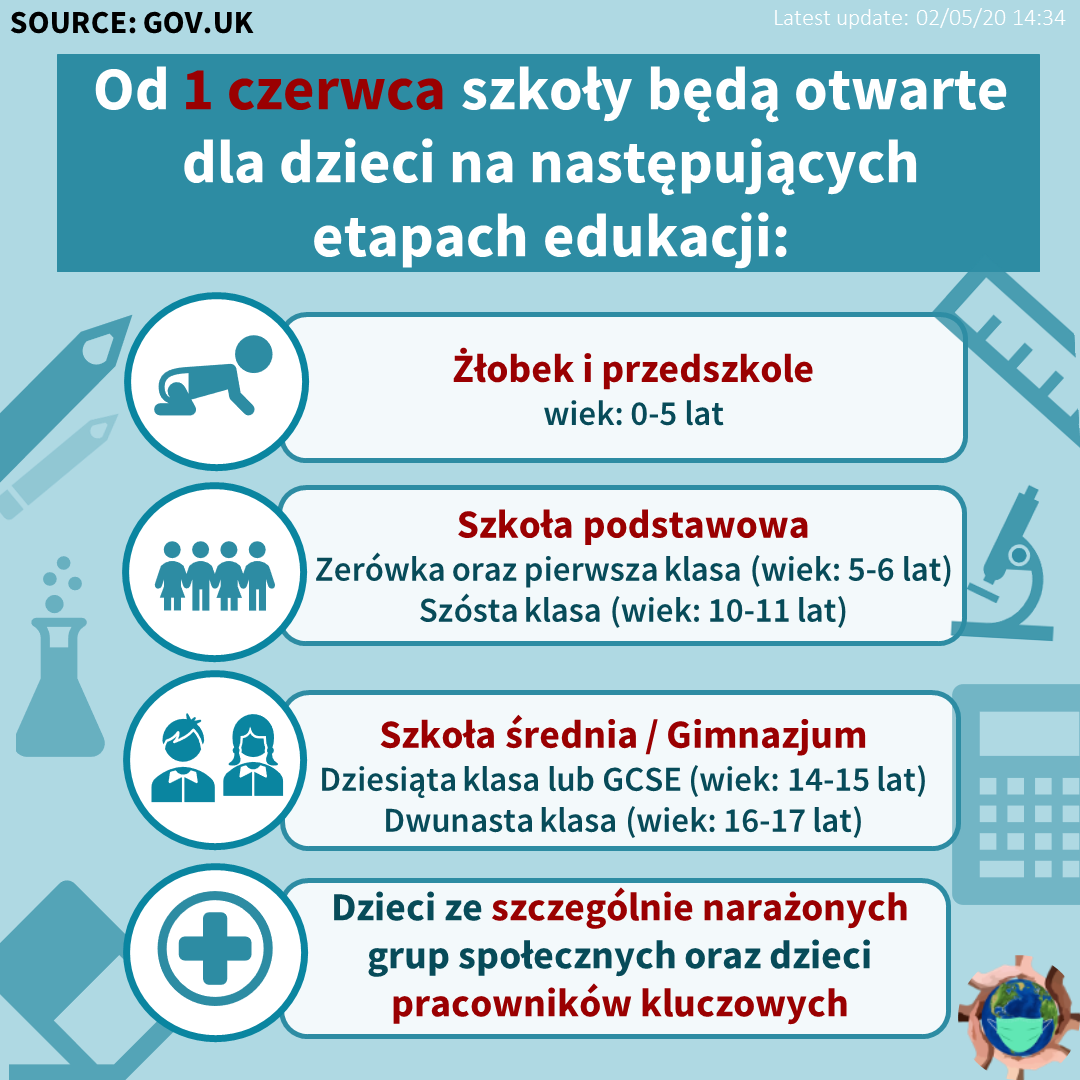 SOURCE: GOV.UK
Latest update: 02/05/20 14:34
Od 1 czerwca szkoły będą otwarte
dla dzieci na następujących
etapach edukacji:
Żłobek i przedszkole
wiek: 0-5 lat
Szkoła podstawowa
Zerówka oraz pierwsza klasa (wiek: 5-6 lat)
Szósta klasa (wiek: 10-11 lat)
Szkoła średnia / Gimnazjum
Dziesiąta klasa lub GCSE (wiek: 14-15 lat)
Dwunasta klasa (wiek: 16-17 lat)
Dzieci ze szczególnie narażonych
grup społecznych oraz dzieci
pracowników kluczowych